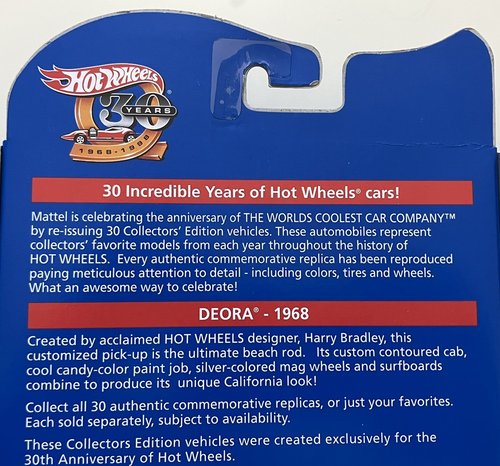 Hot Wheels®
30
YEARS
1968-1998
30 Incredible Years of Hot Wheels® cars!
Mattel is celebrating the anniversary of THE WORLDS COOLEST CAR COMPANY™
by re-issuing 30 Collectors' Edition vehicles. These automobiles represent
collectors' favorite models from each year throughout the history of
HOT WHEELS. Every authentic commemorative replica has been reproduced
paying meticulous attention to detail - including colors, tires and wheels.
What an awesome way to celebrate!
DEORA® - 1968
Created by acclaimed HOT WHEELS designer, Harry Bradley, this
customized pick-up is the ultimate beach rod. Its custom contoured cab,
cool candy-color paint job, silver-colored mag wheels and surfboards
combine to produce its unique California look!
Collect all 30 authentic commemorative replicas, or just your favorites.
Each sold separately, subject to availability.
These Collectors Edition vehicles were created exclusively for the
30th Anniversary of Hot Wheels.